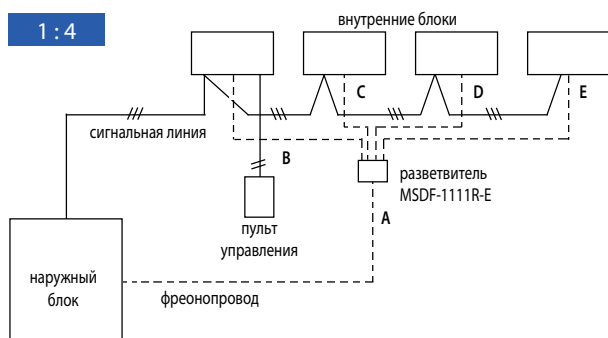 1 : 4
внутренние блоки
C
D
E
сигнальная линия
B
разветвитель
MSDF-1111R-E
A
пульт
управления
наружный
блок
фреонопровод